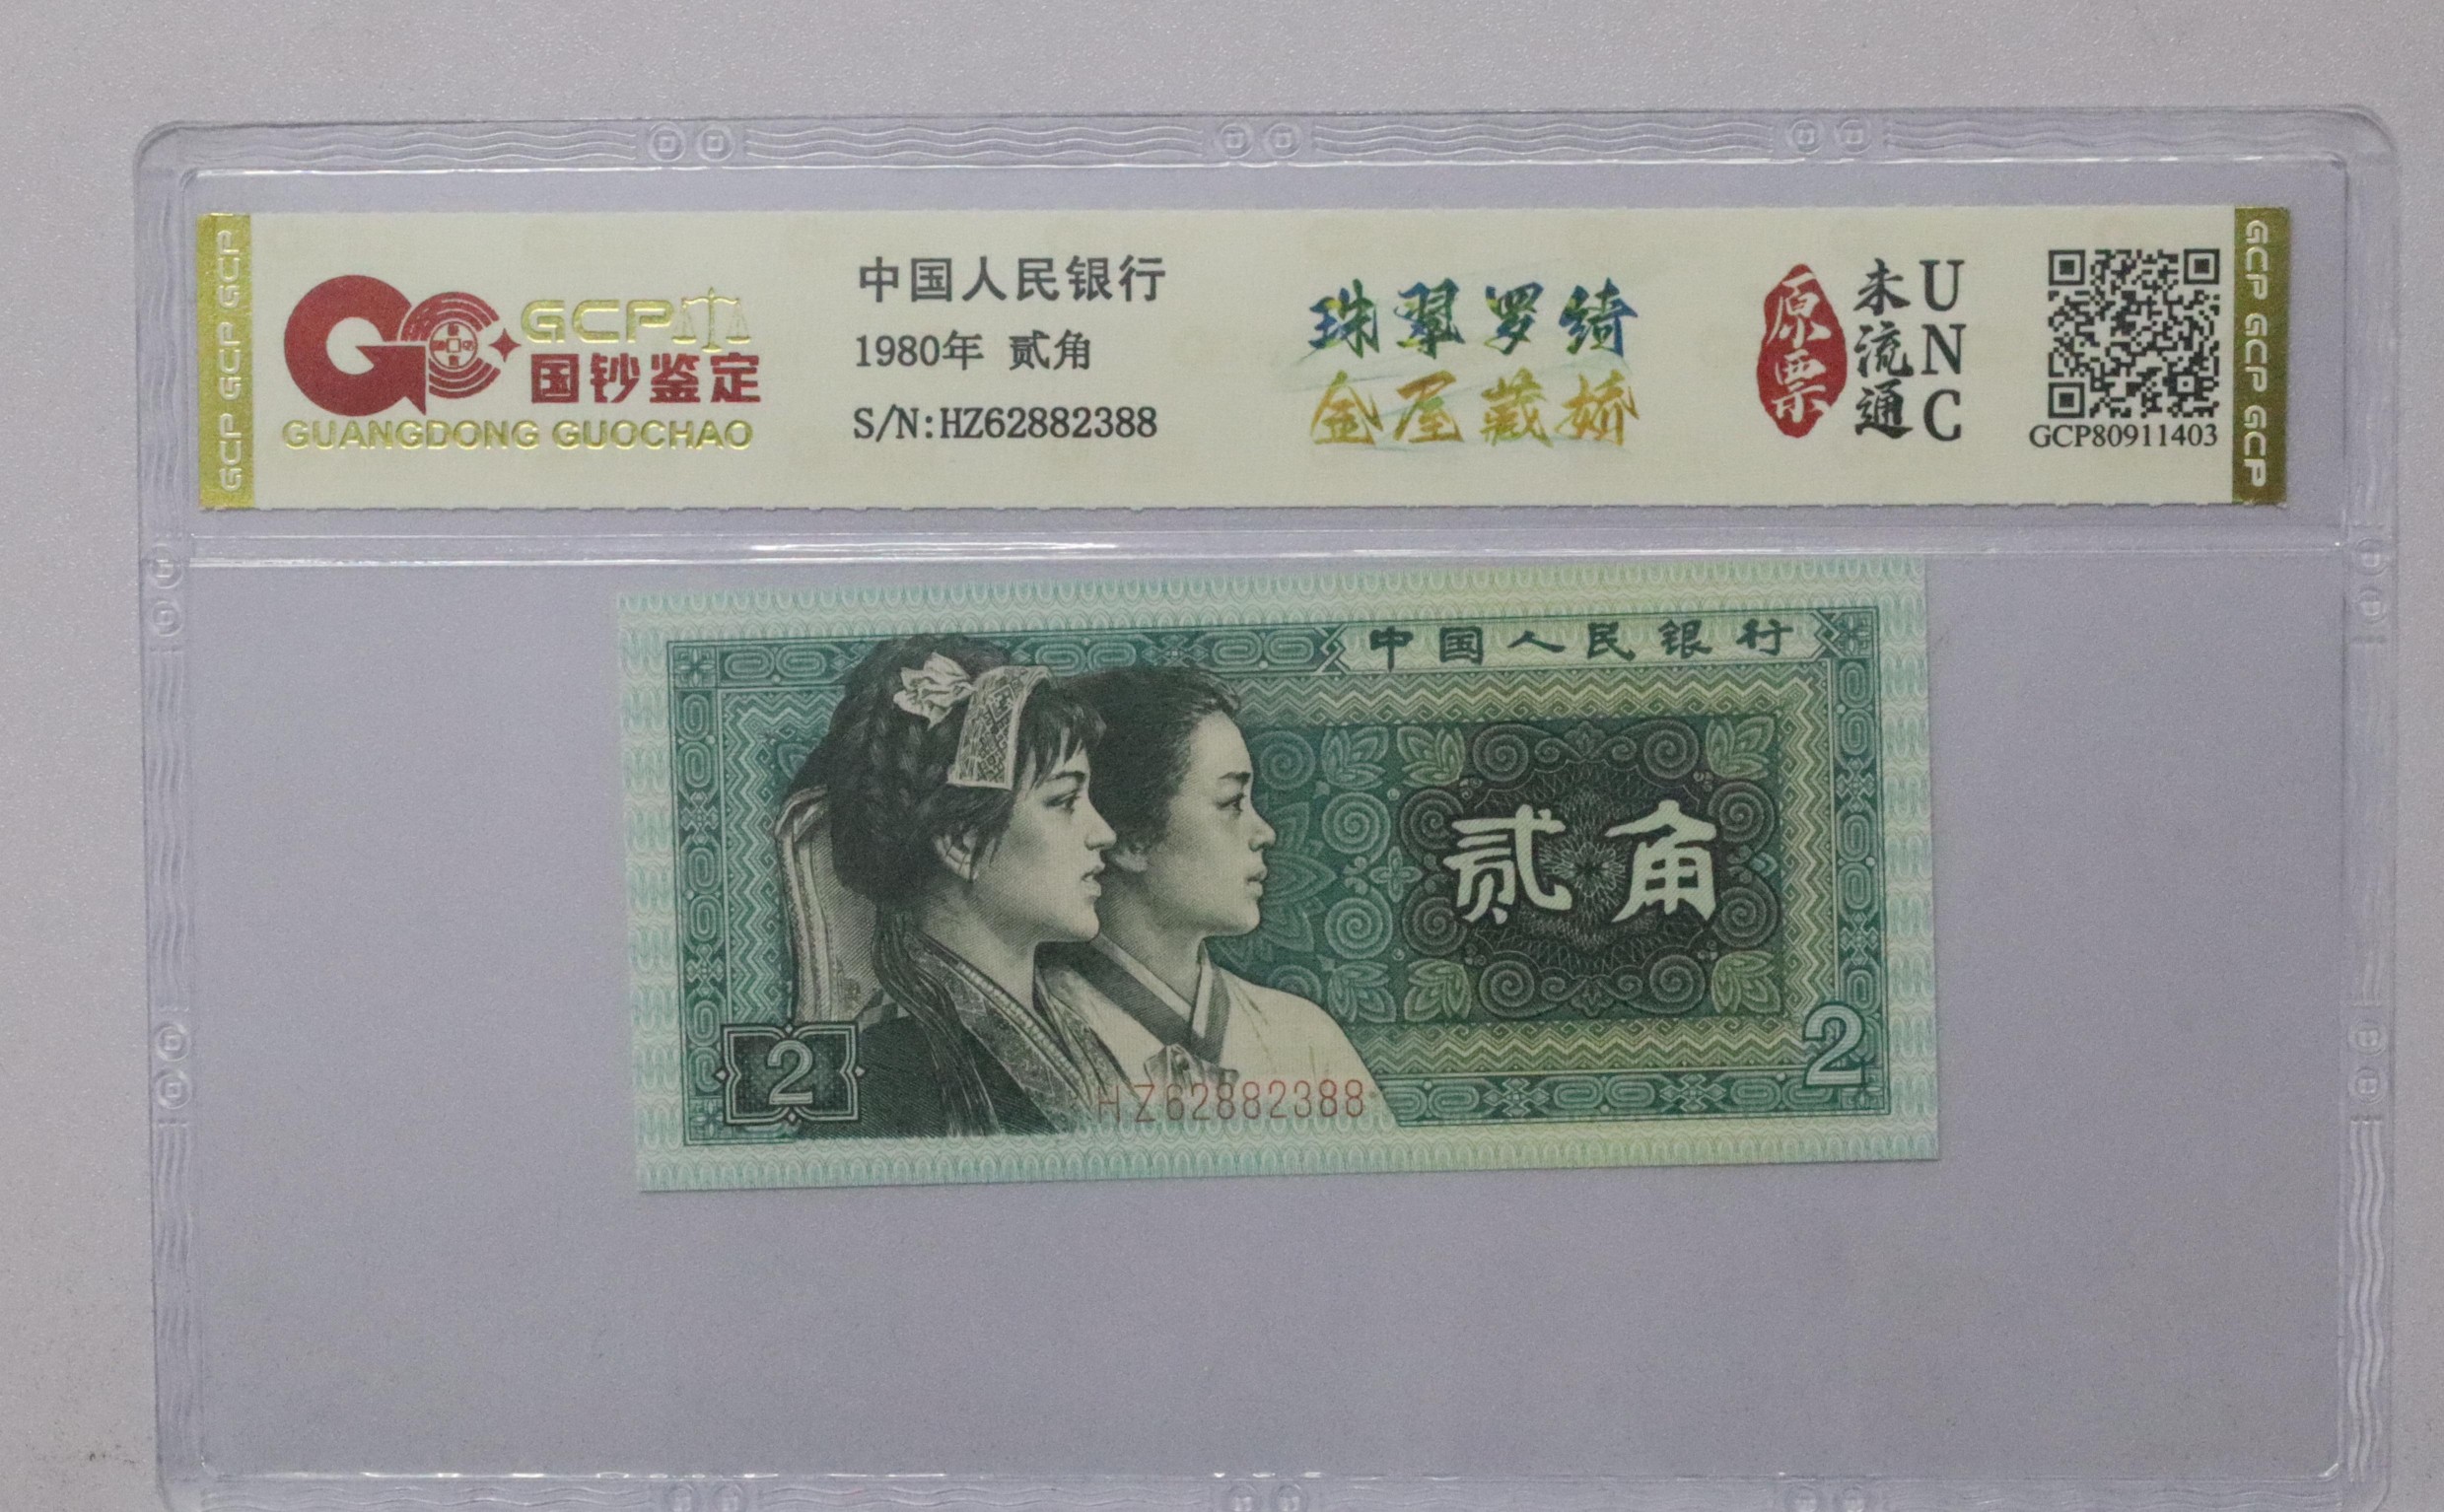 GCP GCP GCP
GCP
国钞鉴定
GUANGDONG GUOCHAO
中国人民银行
1980年 贰角
S/N:HZ62882388
珠翠罗绮
金屋藏娇
原票
未流通
UNC
GCP80911403
GCP GCP GCP GCP
中国人民银行
贰角
2
2
HZ62882388